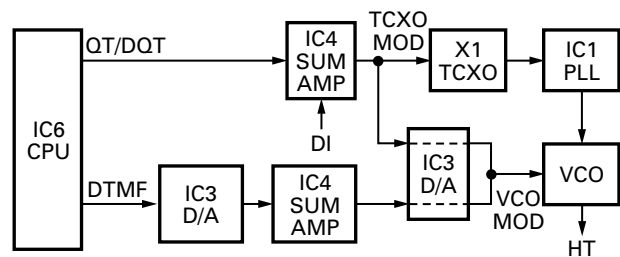 QT/DQT
IC4
SUM
AMP
TCXO
MOD
X1
TCXO
IC1
PLL
IC6
CPU
DI
DTMF
IC3
D/A
IC4
SUM
AMP
IC3
D/A
VCO
MOD
VCO
HT